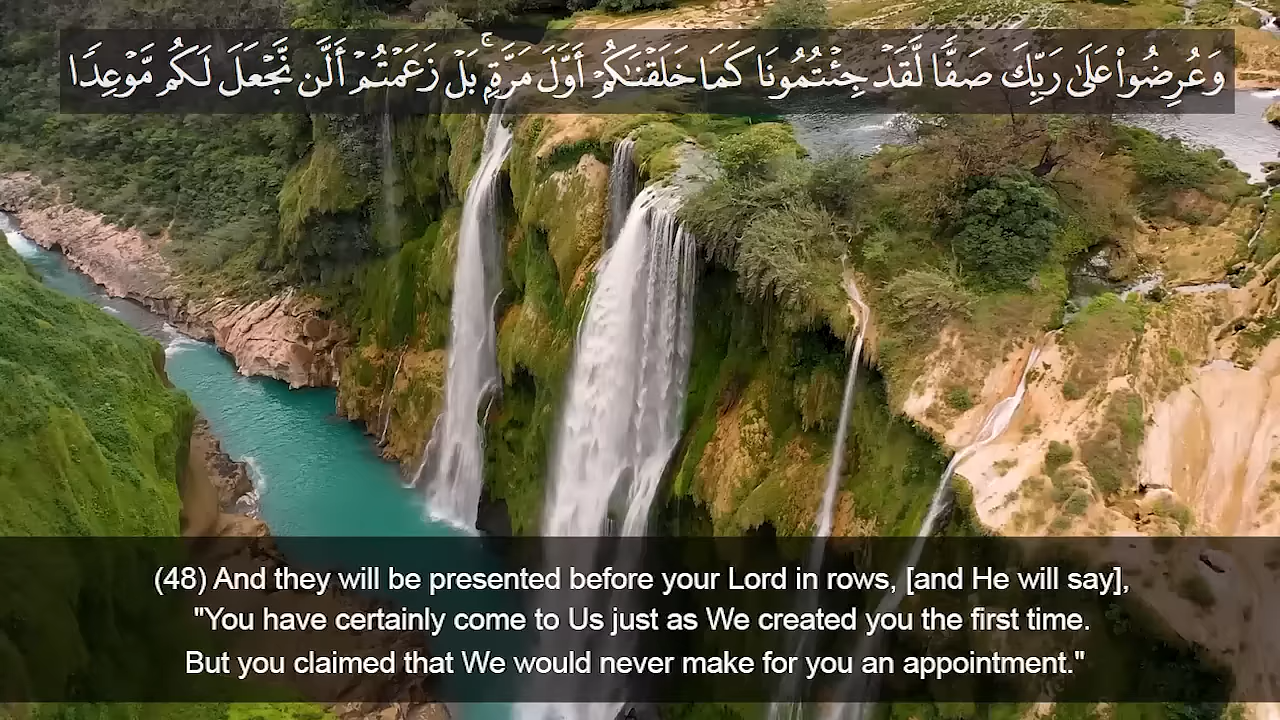 وَعُرِضُوا۟ عَلَىٰ رَبِّكَ صَفًّا لَّقَدْ جِئْتُمُونَا كَمَا خَلَقْنَـٰكُمْ أَوَّلَ مَرَّةٍۭ ۚ بَلْ زَعَمْتُمْ أَلَّن نَّجْعَلَ لَكُم مَّوْعِدًا
(48) And they will be presented before your Lord in rows, [and He will say],
"You have certainly come to Us just as We created you the first time.
But you claimed that We would never make for you an appointment."